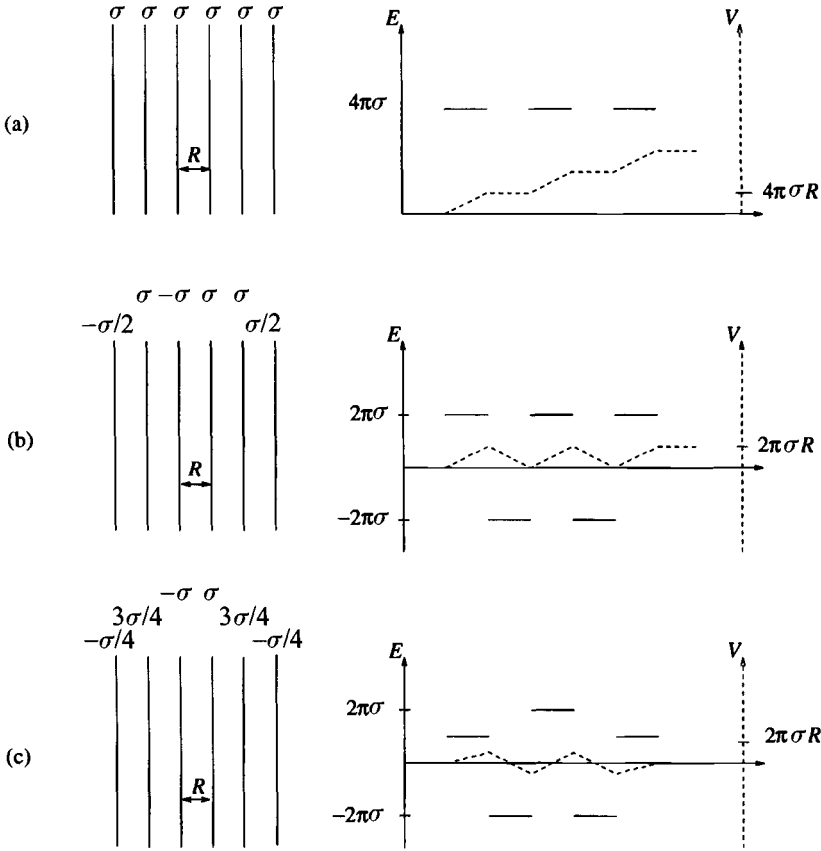 σ σ σ σ σ σ
(a)
R
E
V
4πσ
4πσR
σ −σ σ σ
−σ/2 σ/2
(b)
R
E
V
2πσ
−2πσ
2πσR
−σ σ
3σ/4 3σ/4
−σ/4 −σ/4
(c)
R
E
V
2πσ
−2πσ
2πσR